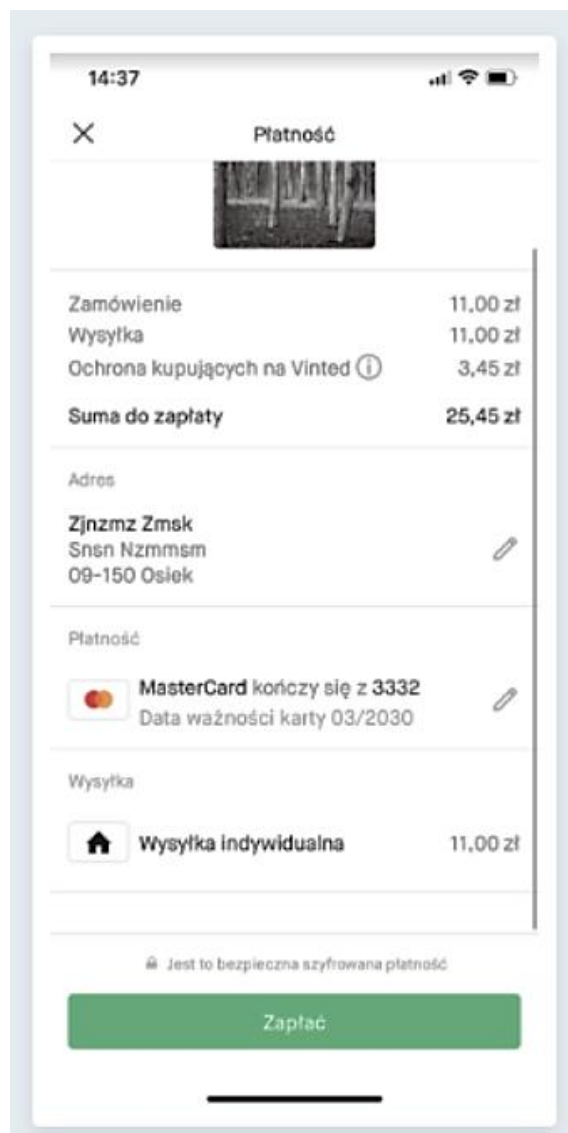 14:37
Płatność
Zamówienie 11,00 zł
Wysyłka 11,00 zł
Ochrona kupujących na Vinted 3,45 zł
Suma do zapłaty 25,45 zł
Adres
Zjnzmz Zmsk
Snsn Nzmmsm
09-150 Osiek
Płatność
MasterCard kończy się z 3332
Data ważności karty 03/2030
Wysyłka
Wysyłka indywidualna 11,00 zł
Jest to bezpieczna szyfrowana płatność
Zapłać